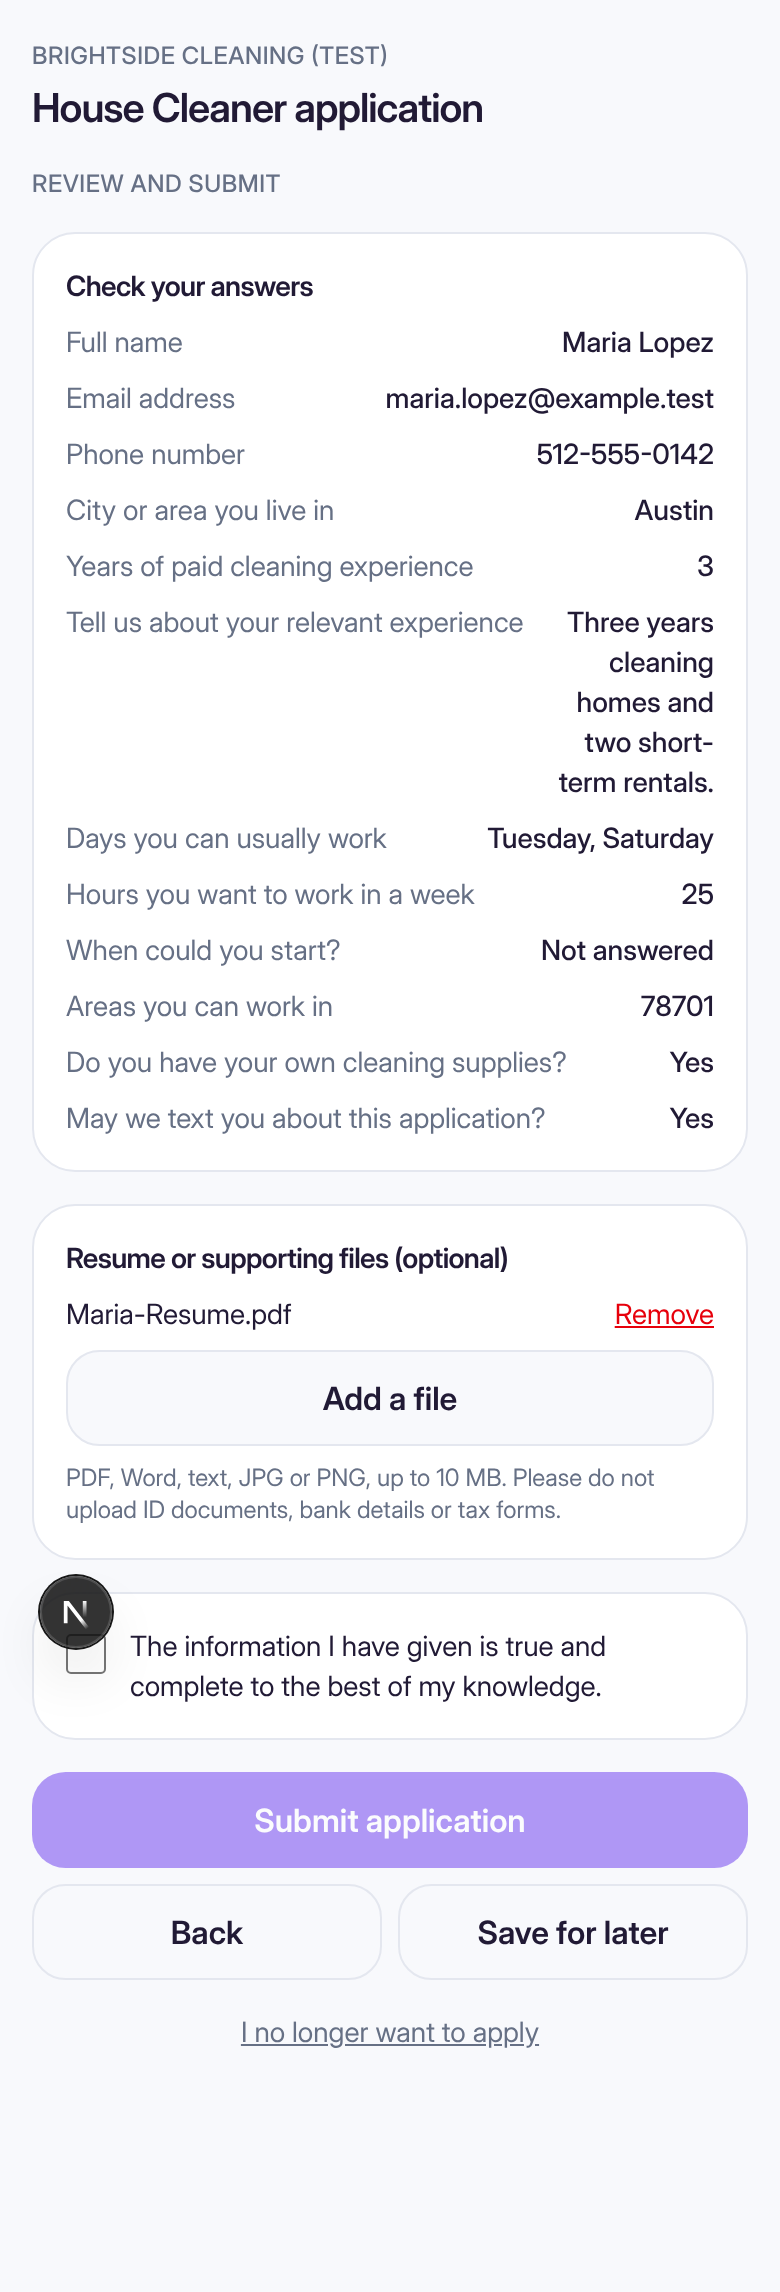 BRIGHTSIDE CLEANING (TEST)
House Cleaner application
REVIEW AND SUBMIT
Check your answers
Full name Maria Lopez
Email address maria.lopez@example.test
Phone number 512-555-0142
City or area you live in Austin
Years of paid cleaning experience 3
Tell us about your relevant experience Three years
cleaning
homes and
two short-
term rentals.
Days you can usually work Tuesday, Saturday
Hours you want to work in a week 25
When could you start? Not answered
Areas you can work in 78701
Do you have your own cleaning supplies? Yes
May we text you about this application? Yes
Resume or supporting files (optional)
Maria-Resume.pdf Remove
Add a file
PDF, Word, text, JPG or PNG, up to 10 MB. Please do not
upload ID documents, bank details or tax forms.
N
The information I have given is true and
complete to the best of my knowledge.
Submit application
Back Save for later
I no longer want to apply